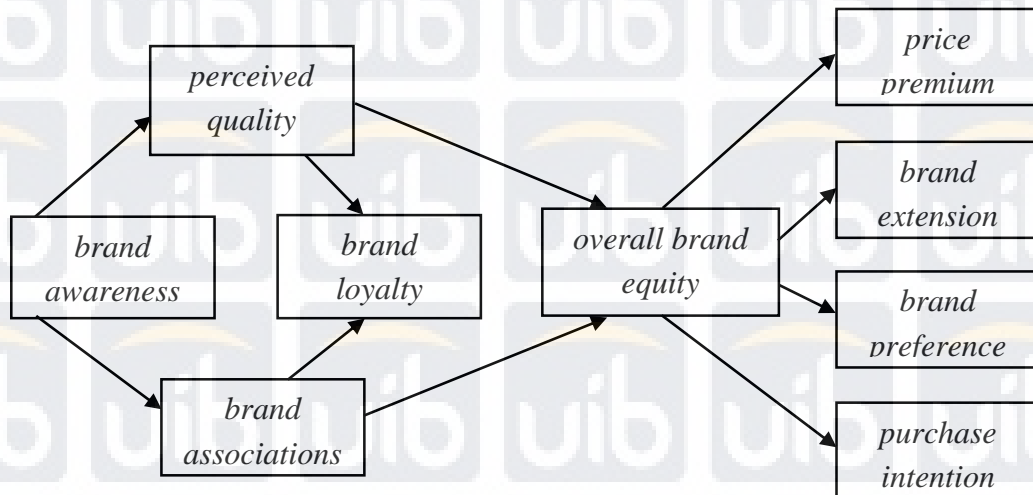 perceived
quality
brand
awareness
brand
loyalty
brand
associations
overall brand
equity
price
premium
brand
extension
brand
preference
purchase
intention
uib